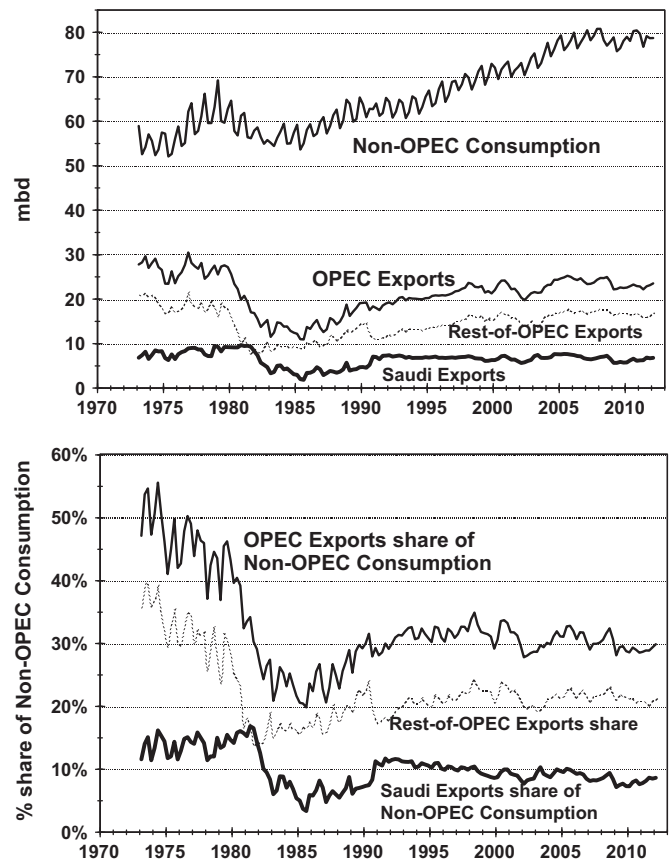 80
70
60
50
40
30
20
10
0
mbd
Non-OPEC Consumption
OPEC Exports
Rest-of-OPEC Exports
Saudi Exports
1970 1975 1980 1985 1990 1995 2000 2005 2010
60%
50%
40%
30%
20%
10%
0%
% share of Non-OPEC Consumption
OPEC Exports share of
Non-OPEC Consumption
Rest-of-OPEC Exports share
Saudi Exports share of
Non-OPEC Consumption
1970 1975 1980 1985 1990 1995 2000 2005 2010